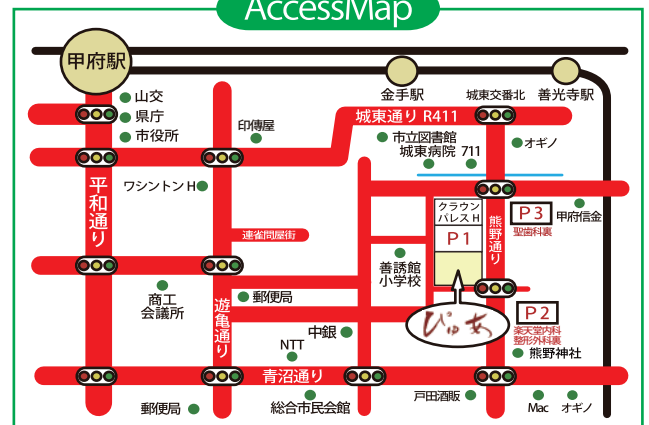 AccessMap
甲府駅
金手駅
城東交番北
善光寺駅
山交
県庁
市役所
印傳屋
城東通り R411
市立図書館
城東病院
711
オギノ
ワシントンH
平和通り
クラウン
パレスH
P1
熊野通り
P3
聖歯科裏
甲府信金
連雀問屋街
善誘館
小学校
商工
会議所
郵便局
遊亀通り
中銀
NTT
ぴゅあ
P2
楽天堂内科
整形外科裏
熊野神社
青沼通り
郵便局
総合市民会館
戸田酒販
Mac
オギノ